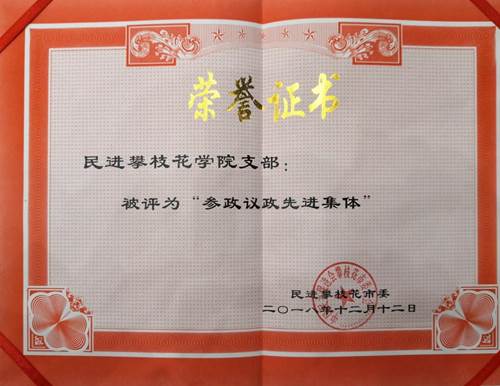 荣誉证书
民进攀枝花学院支部：
被评为“参政议政先进集体”
民进攀枝花市委
二〇一八年十二月十二日